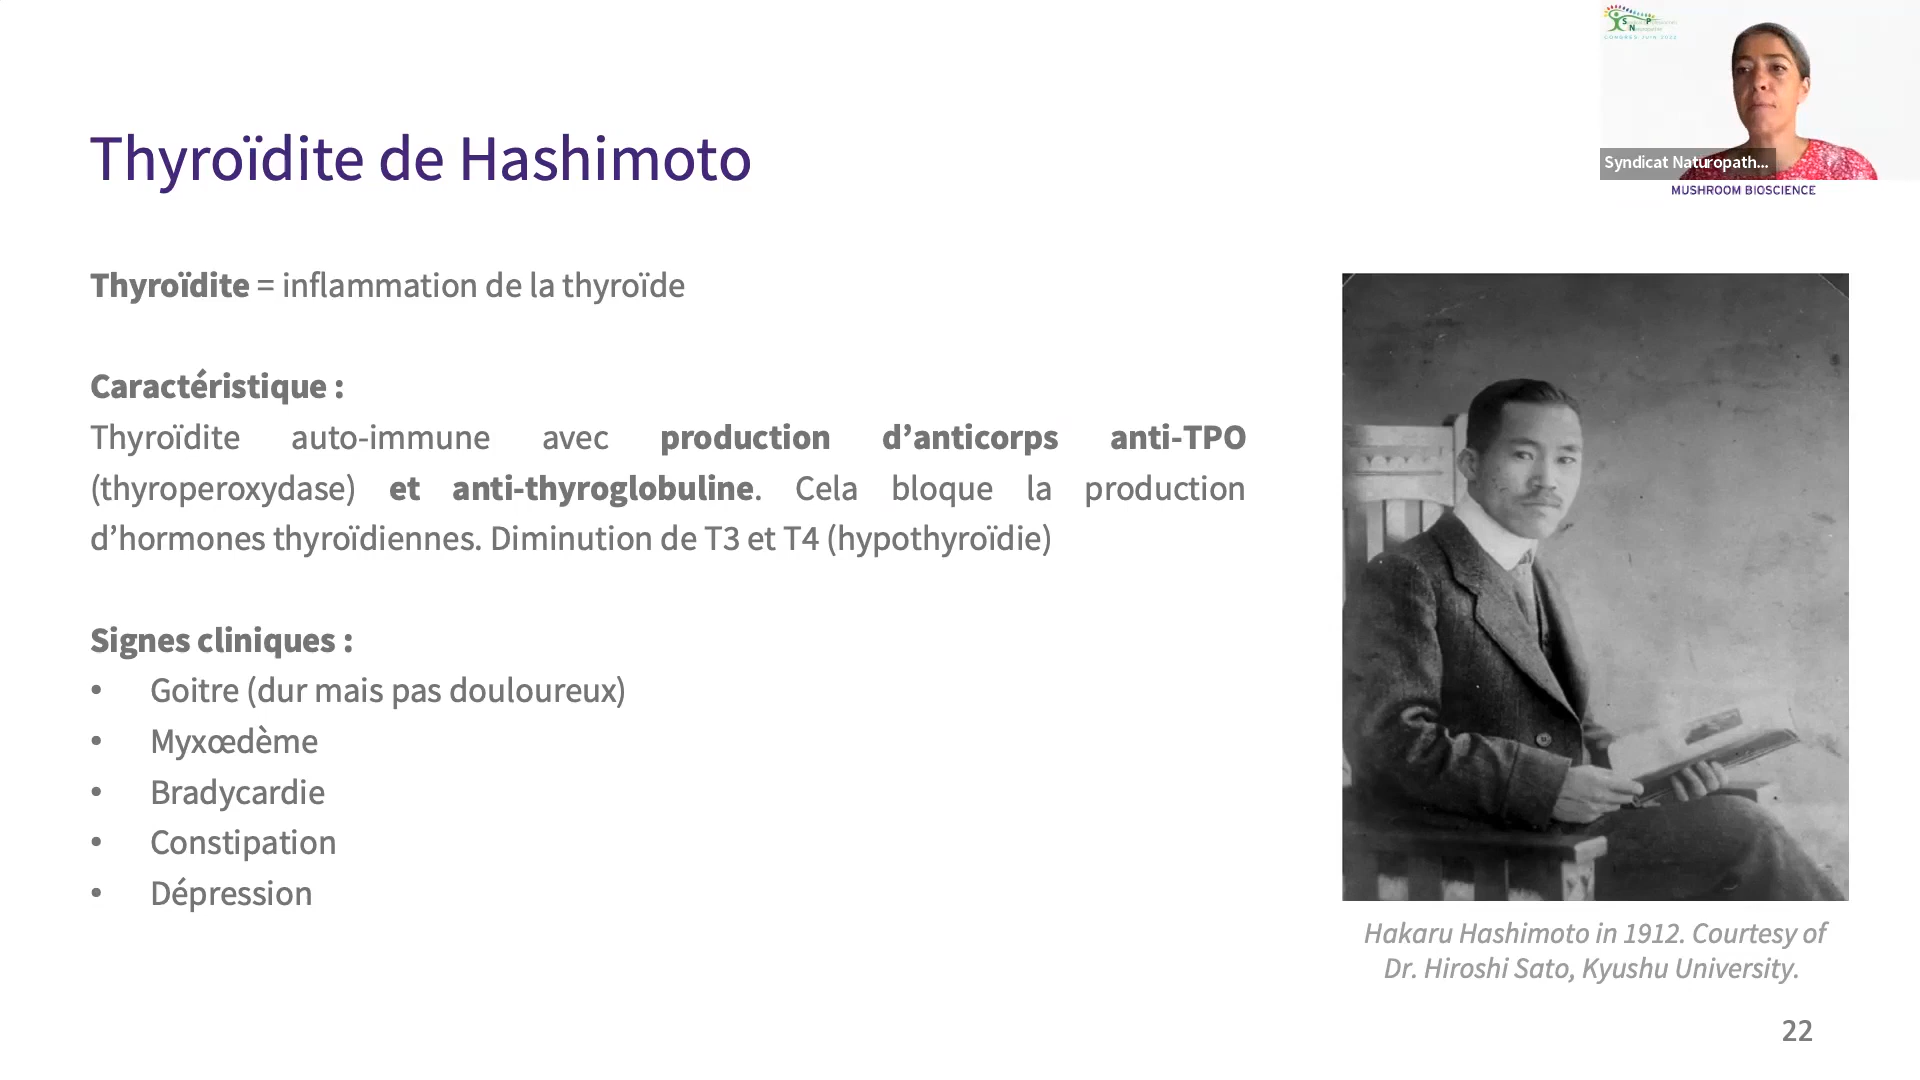 CONGRÈS JUIN
Syndicat Naturopath...
MUSHROOM BIOSCIENCE
Thyroïdite de Hashimoto
Thyroïdite = inflammation de la thyroïde
Caractéristique :
Thyroïdite auto-immune avec production d’anticorps anti-TPO
(thyroperoxydase) et anti-thyroglobuline. Cela bloque la production
d’hormones thyroïdiennes. Diminution de T3 et T4 (hypothyroïdie)
Signes cliniques :
• Goitre (dur mais pas douloureux)
• Myxœdème
• Bradycardie
• Constipation
• Dépression
Hakaru Hashimoto in 1912. Courtesy of
Dr. Hiroshi Sato, Kyushu University.
22